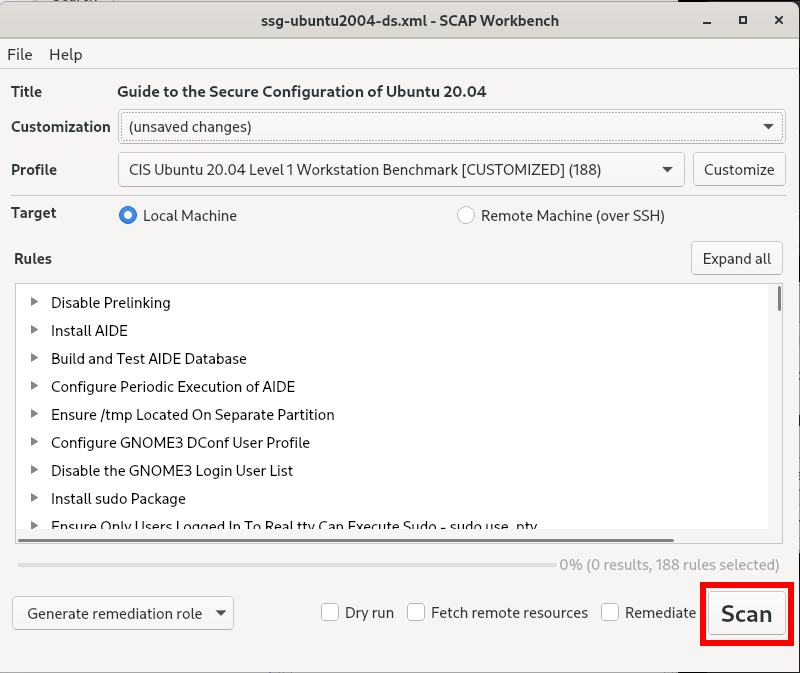 ssg-ubuntu2004-ds.xml - SCAP Workbench
File Help
Title Guide to the Secure Configuration of Ubuntu 20.04
Customization (unsaved changes)
Profile CIS Ubuntu 20.04 Level 1 Workstation Benchmark [CUSTOMIZED] (188) Customize
Target Local Machine Remote Machine (over SSH)
Rules Expand all
Disable Prelinking
Install AIDE
Build and Test AIDE Database
Configure Periodic Execution of AIDE
Ensure /tmp Located On Separate Partition
Configure GNOME3 DConf User Profile
Disable the GNOME3 Login User List
Install sudo Package
Ensure Only Users Logged In To Real tty Can Execute Sudo - sudo use_pty
0% (0 results, 188 rules selected)
Generate remediation role Dry run Fetch remote resources Remediate Scan